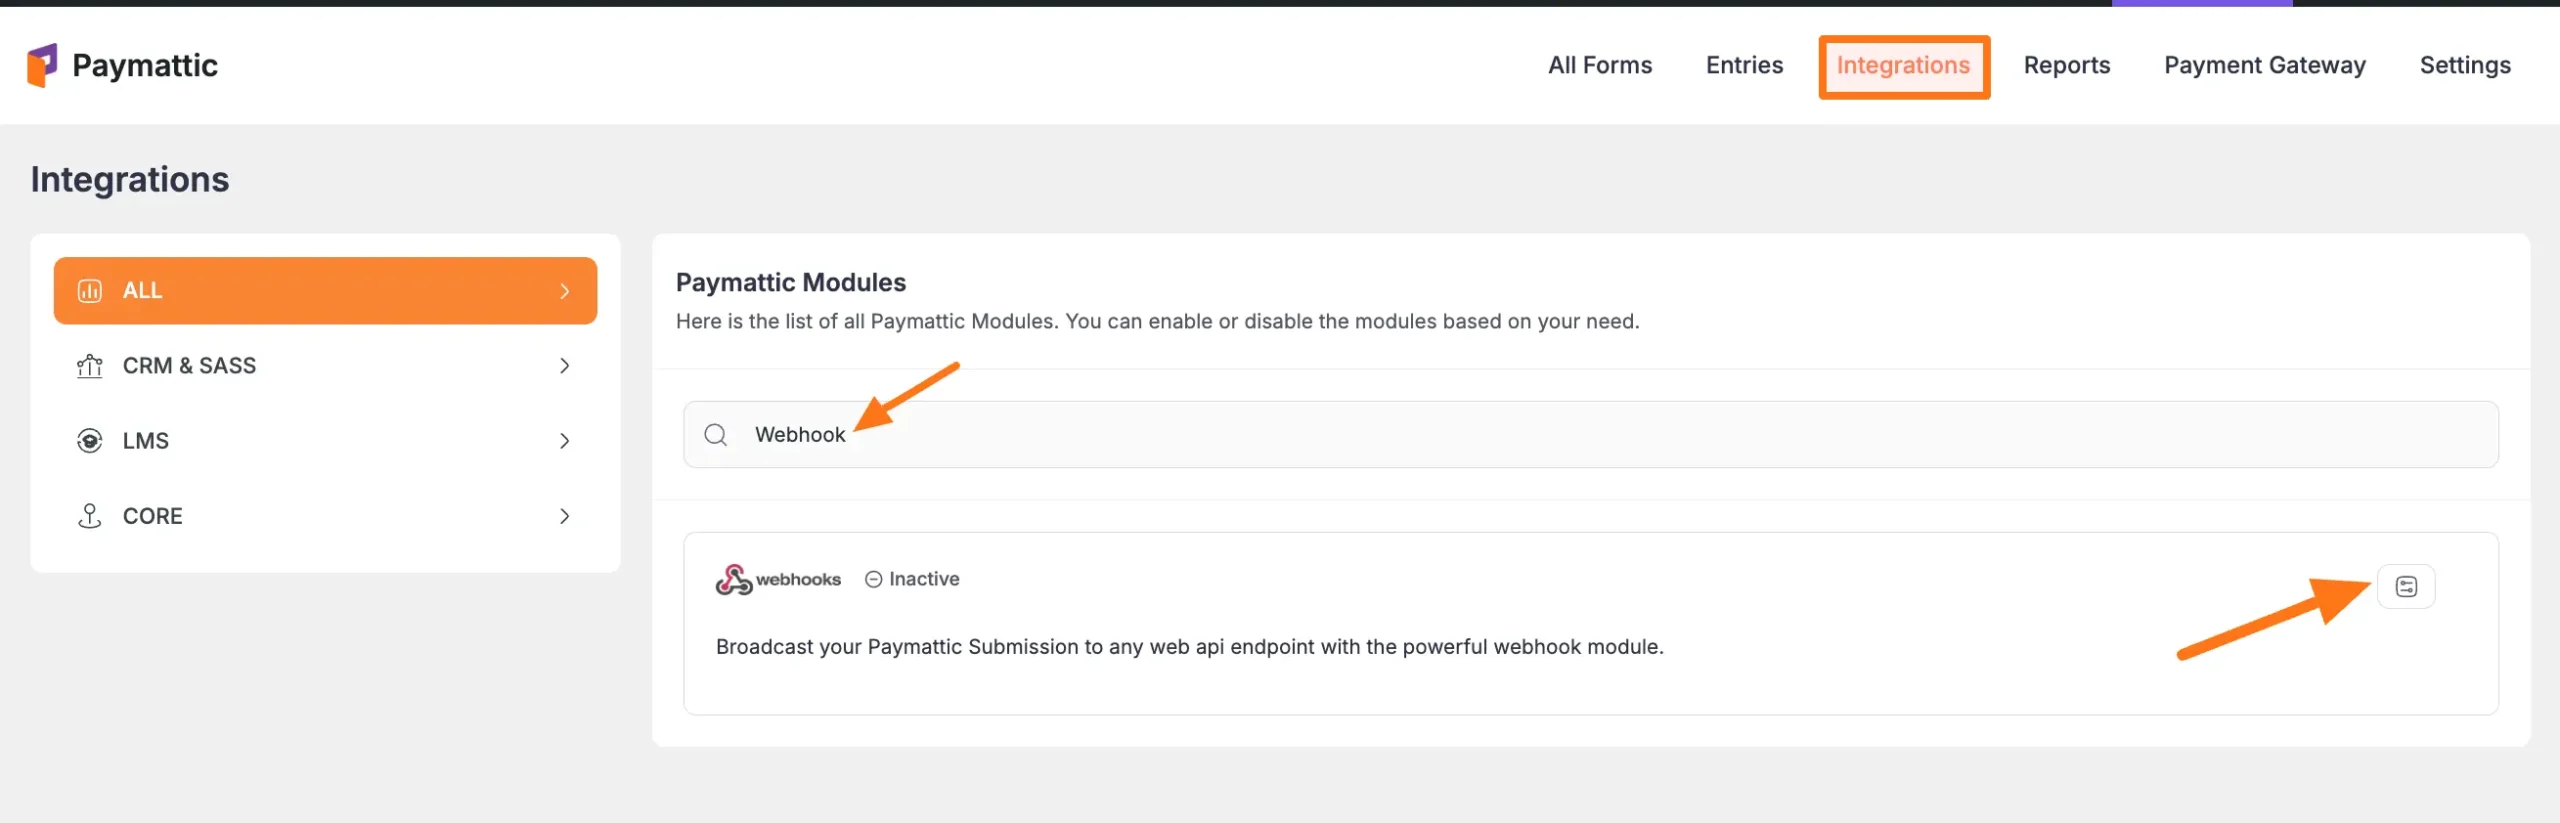 Paymattic
All Forms Entries Integrations Reports Payment Gateway Settings
Integrations
ALL
CRM & SASS
LMS
CORE
Paymattic Modules
Here is the list of all Paymattic Modules. You can enable or disable the modules based on your need.
Webhook
webhooks Inactive
Broadcast your Paymattic Submission to any web api endpoint with the powerful webhook module.